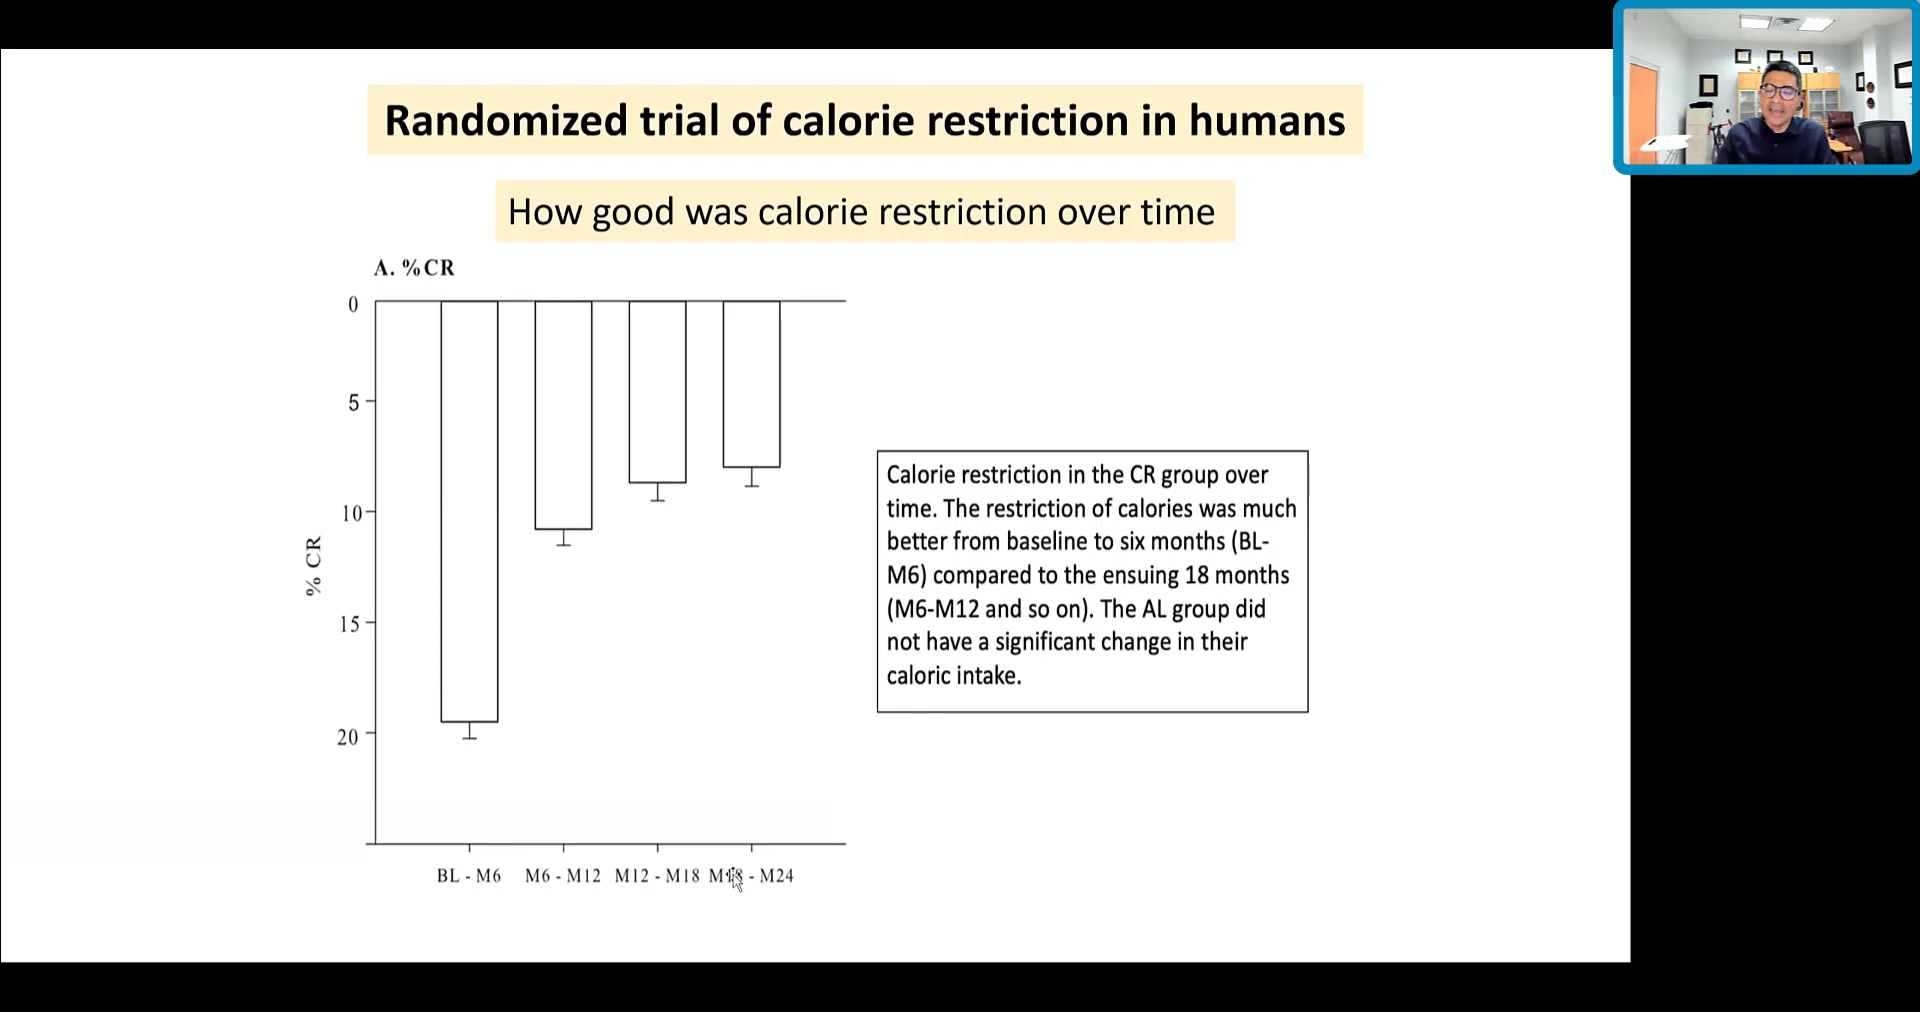 Randomized trial of calorie restriction in humans
How good was calorie restriction over time
A. % CR
0
5
10
15
20
% CR
BL - M6 M6 - M12 M12 - M18 M18 - M24
Calorie restriction in the CR group over
time. The restriction of calories was much
better from baseline to six months (BL-
M6) compared to the ensuing 18 months
(M6-M12 and so on). The AL group did
not have a significant change in their
caloric intake.